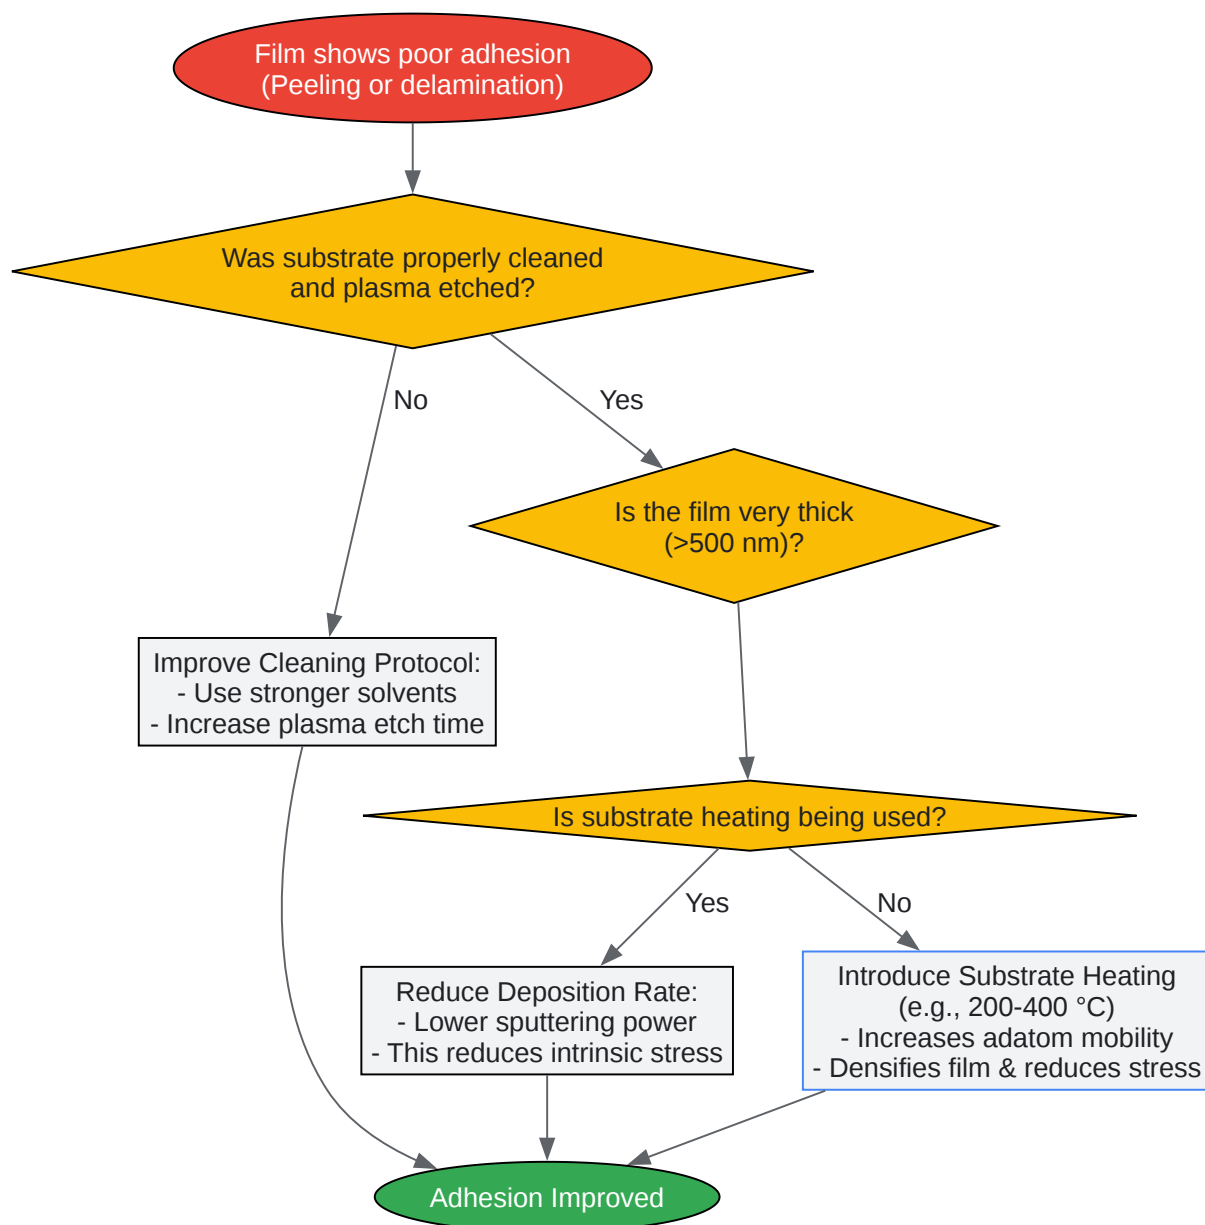 Film shows poor adhesion
(Peeling or delamination)
Was substrate properly cleaned
and plasma etched?
No
Yes
Is the film very thick
(>500 nm)?
Improve Cleaning Protocol:
- Use stronger solvents
- Increase plasma etch time
Is substrate heating being used?
Yes
No
Reduce Deposition Rate:
- Lower sputtering power
- This reduces intrinsic stress
Introduce Substrate Heating
(e.g., 200-400 °C)
- Increases adatom mobility
- Densifies film & reduces stress
Adhesion Improved